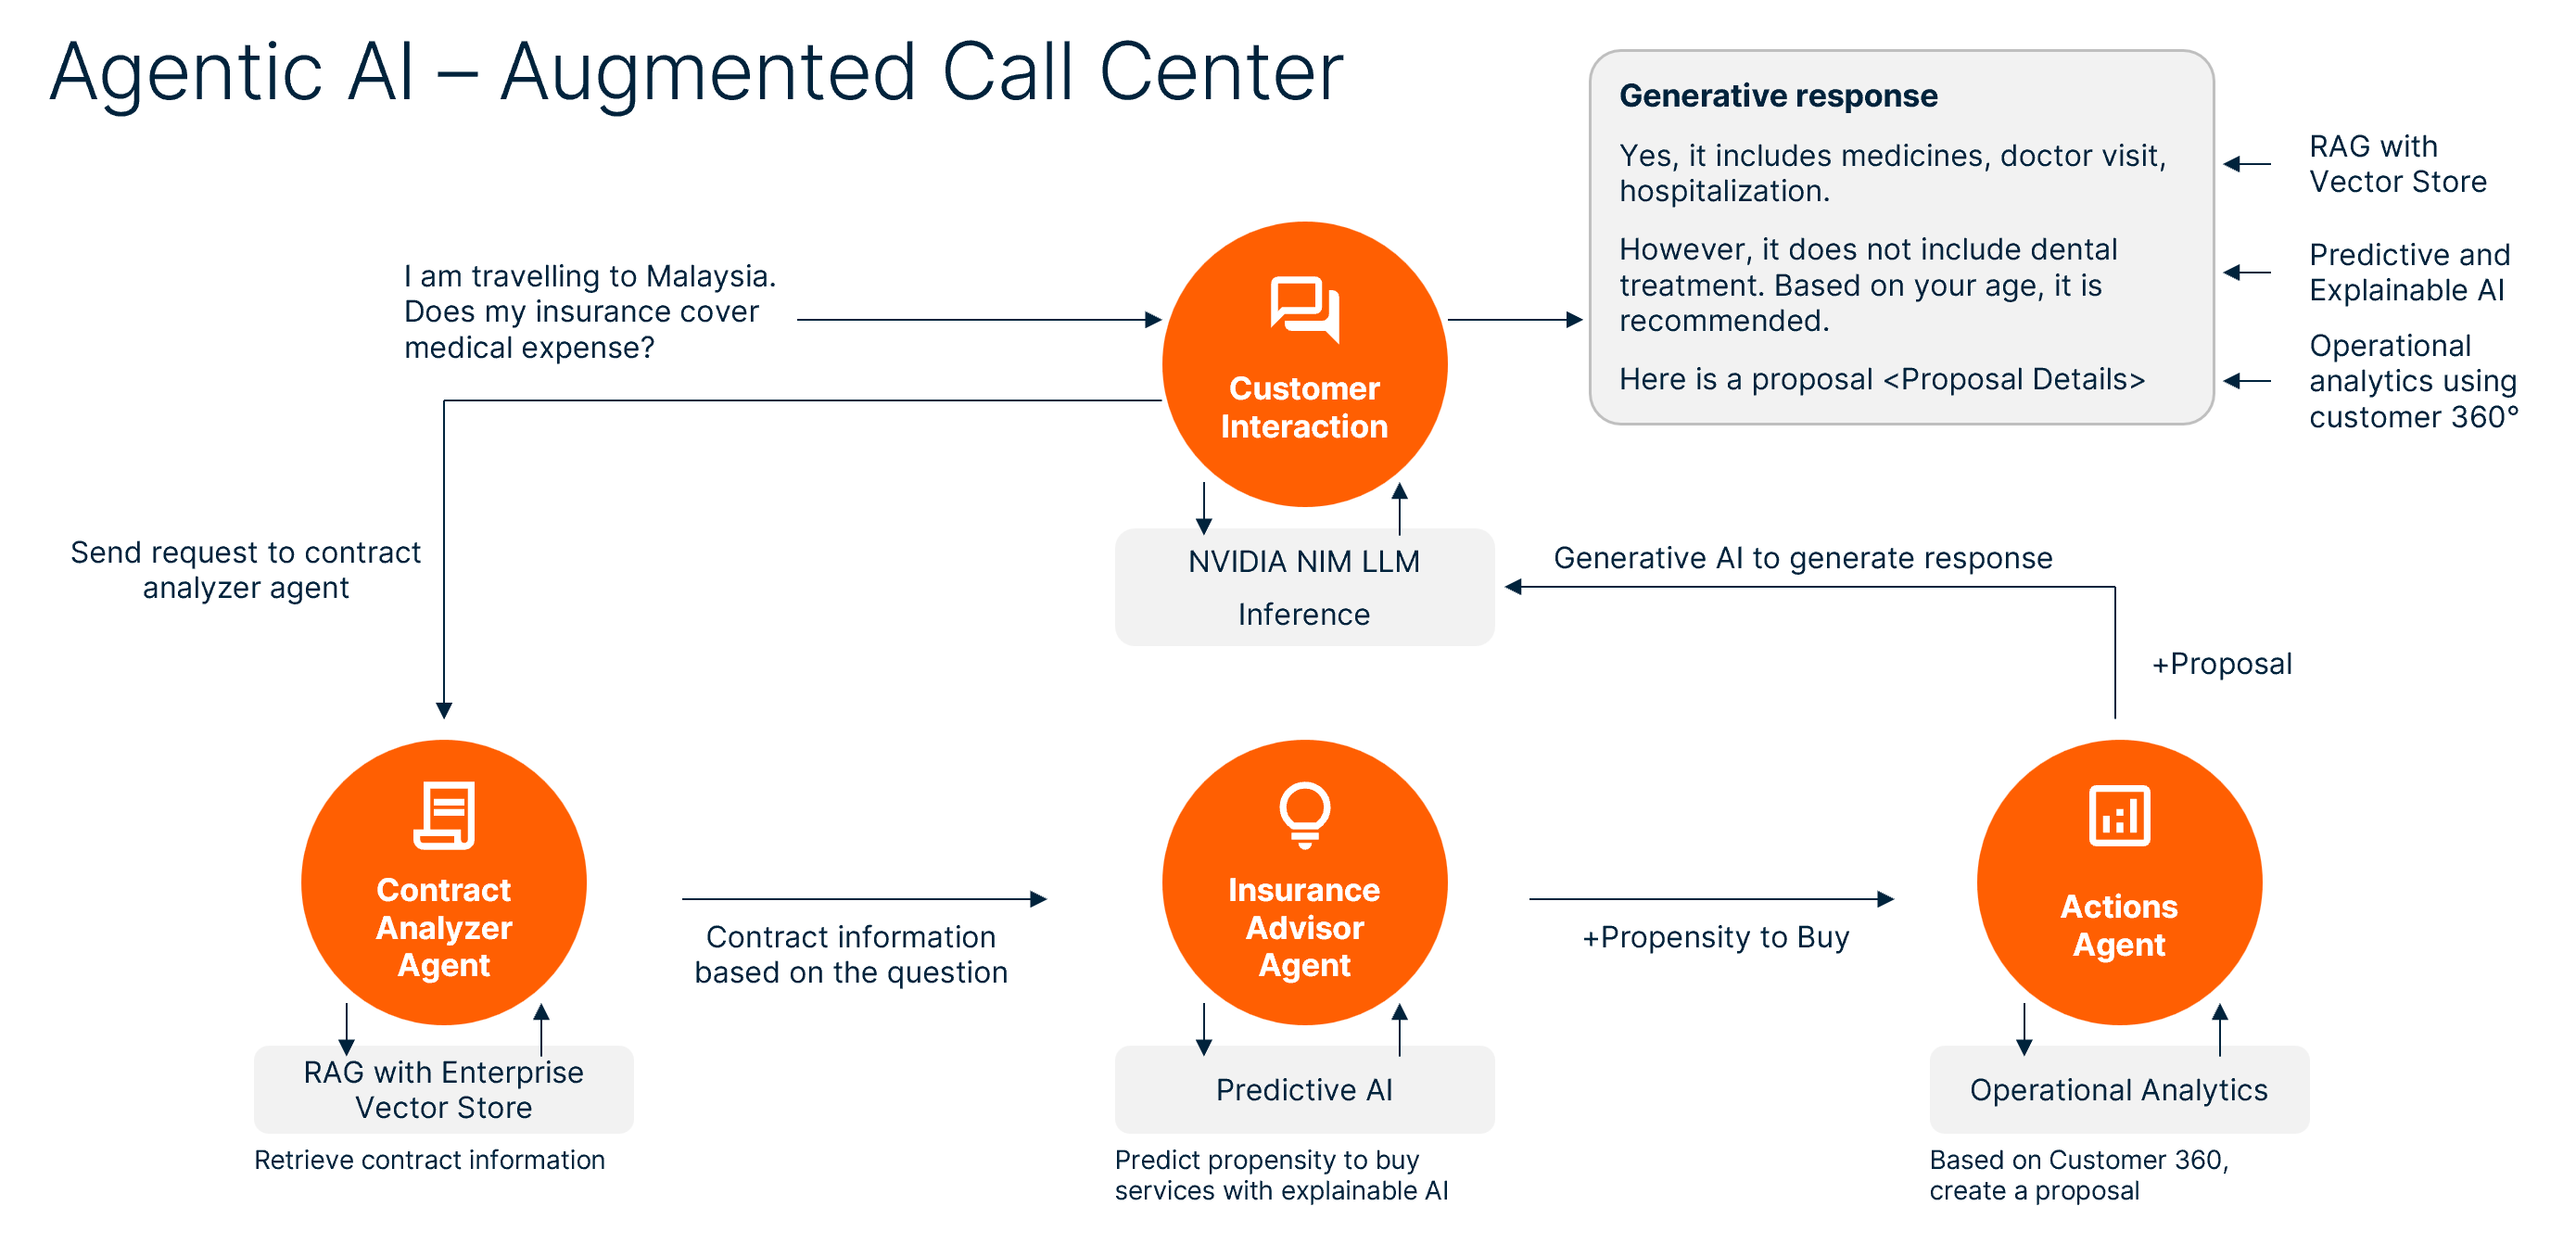 Agentic AI – Augmented Call Center
Generative response
Yes, it includes medicines, doctor visit,
hospitalization.
However, it does not include dental
treatment. Based on your age, it is
recommended.
Here is a proposal <Proposal Details>
RAG with
Vector Store
Predictive and
Explainable AI
Operational
analytics using
customer 360°
I am travelling to Malaysia.
Does my insurance cover
medical expense?
Customer
Interaction
NVIDIA NIM LLM
Inference
Send request to contract
analyzer agent
Generative AI to generate response
+Proposal
Contract
Analyzer
Agent
Contract information
based on the question
Insurance
Advisor
Agent
+Propensity to Buy
Actions
Agent
RAG with Enterprise
Vector Store
Retrieve contract information
Predictive AI
Predict propensity to buy
services with explainable AI
Operational Analytics
Based on Customer 360,
create a proposal